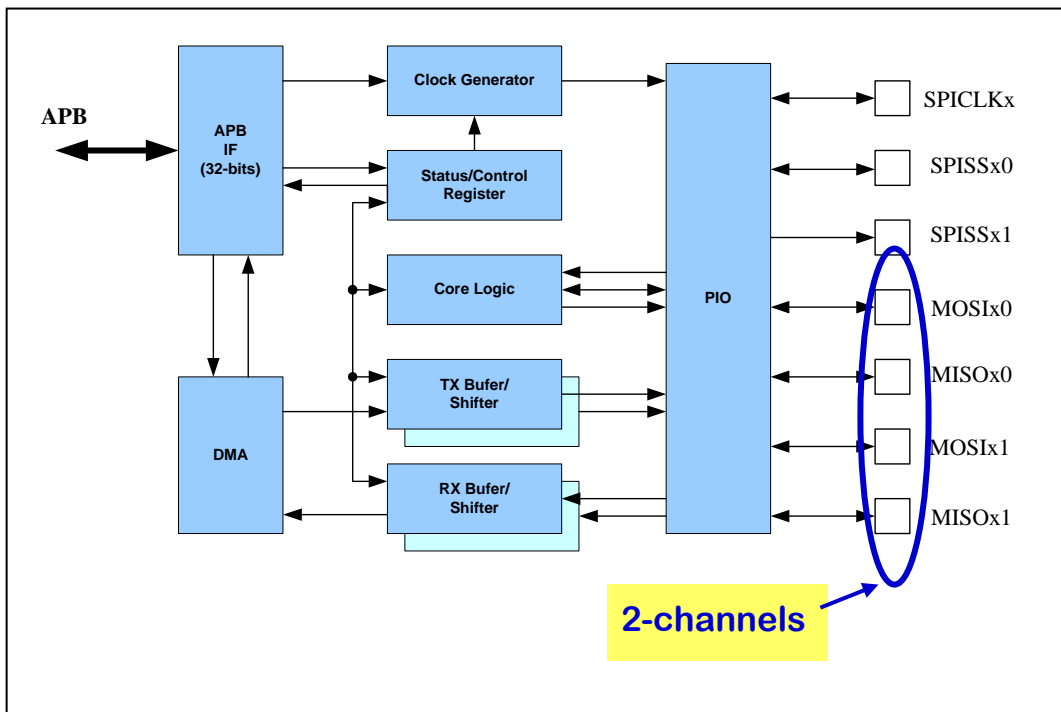 APB
APB
IF
(32-bits)
Clock Generator
Status/Control
Register
Core Logic
TX Bufer/
Shifter
RX Bufer/
Shifter
DMA
PIO
SPICLKx
SPISSx0
SPISSx1
MOSIx0
MISOx0
MOSIx1
MISOx1
2-channels